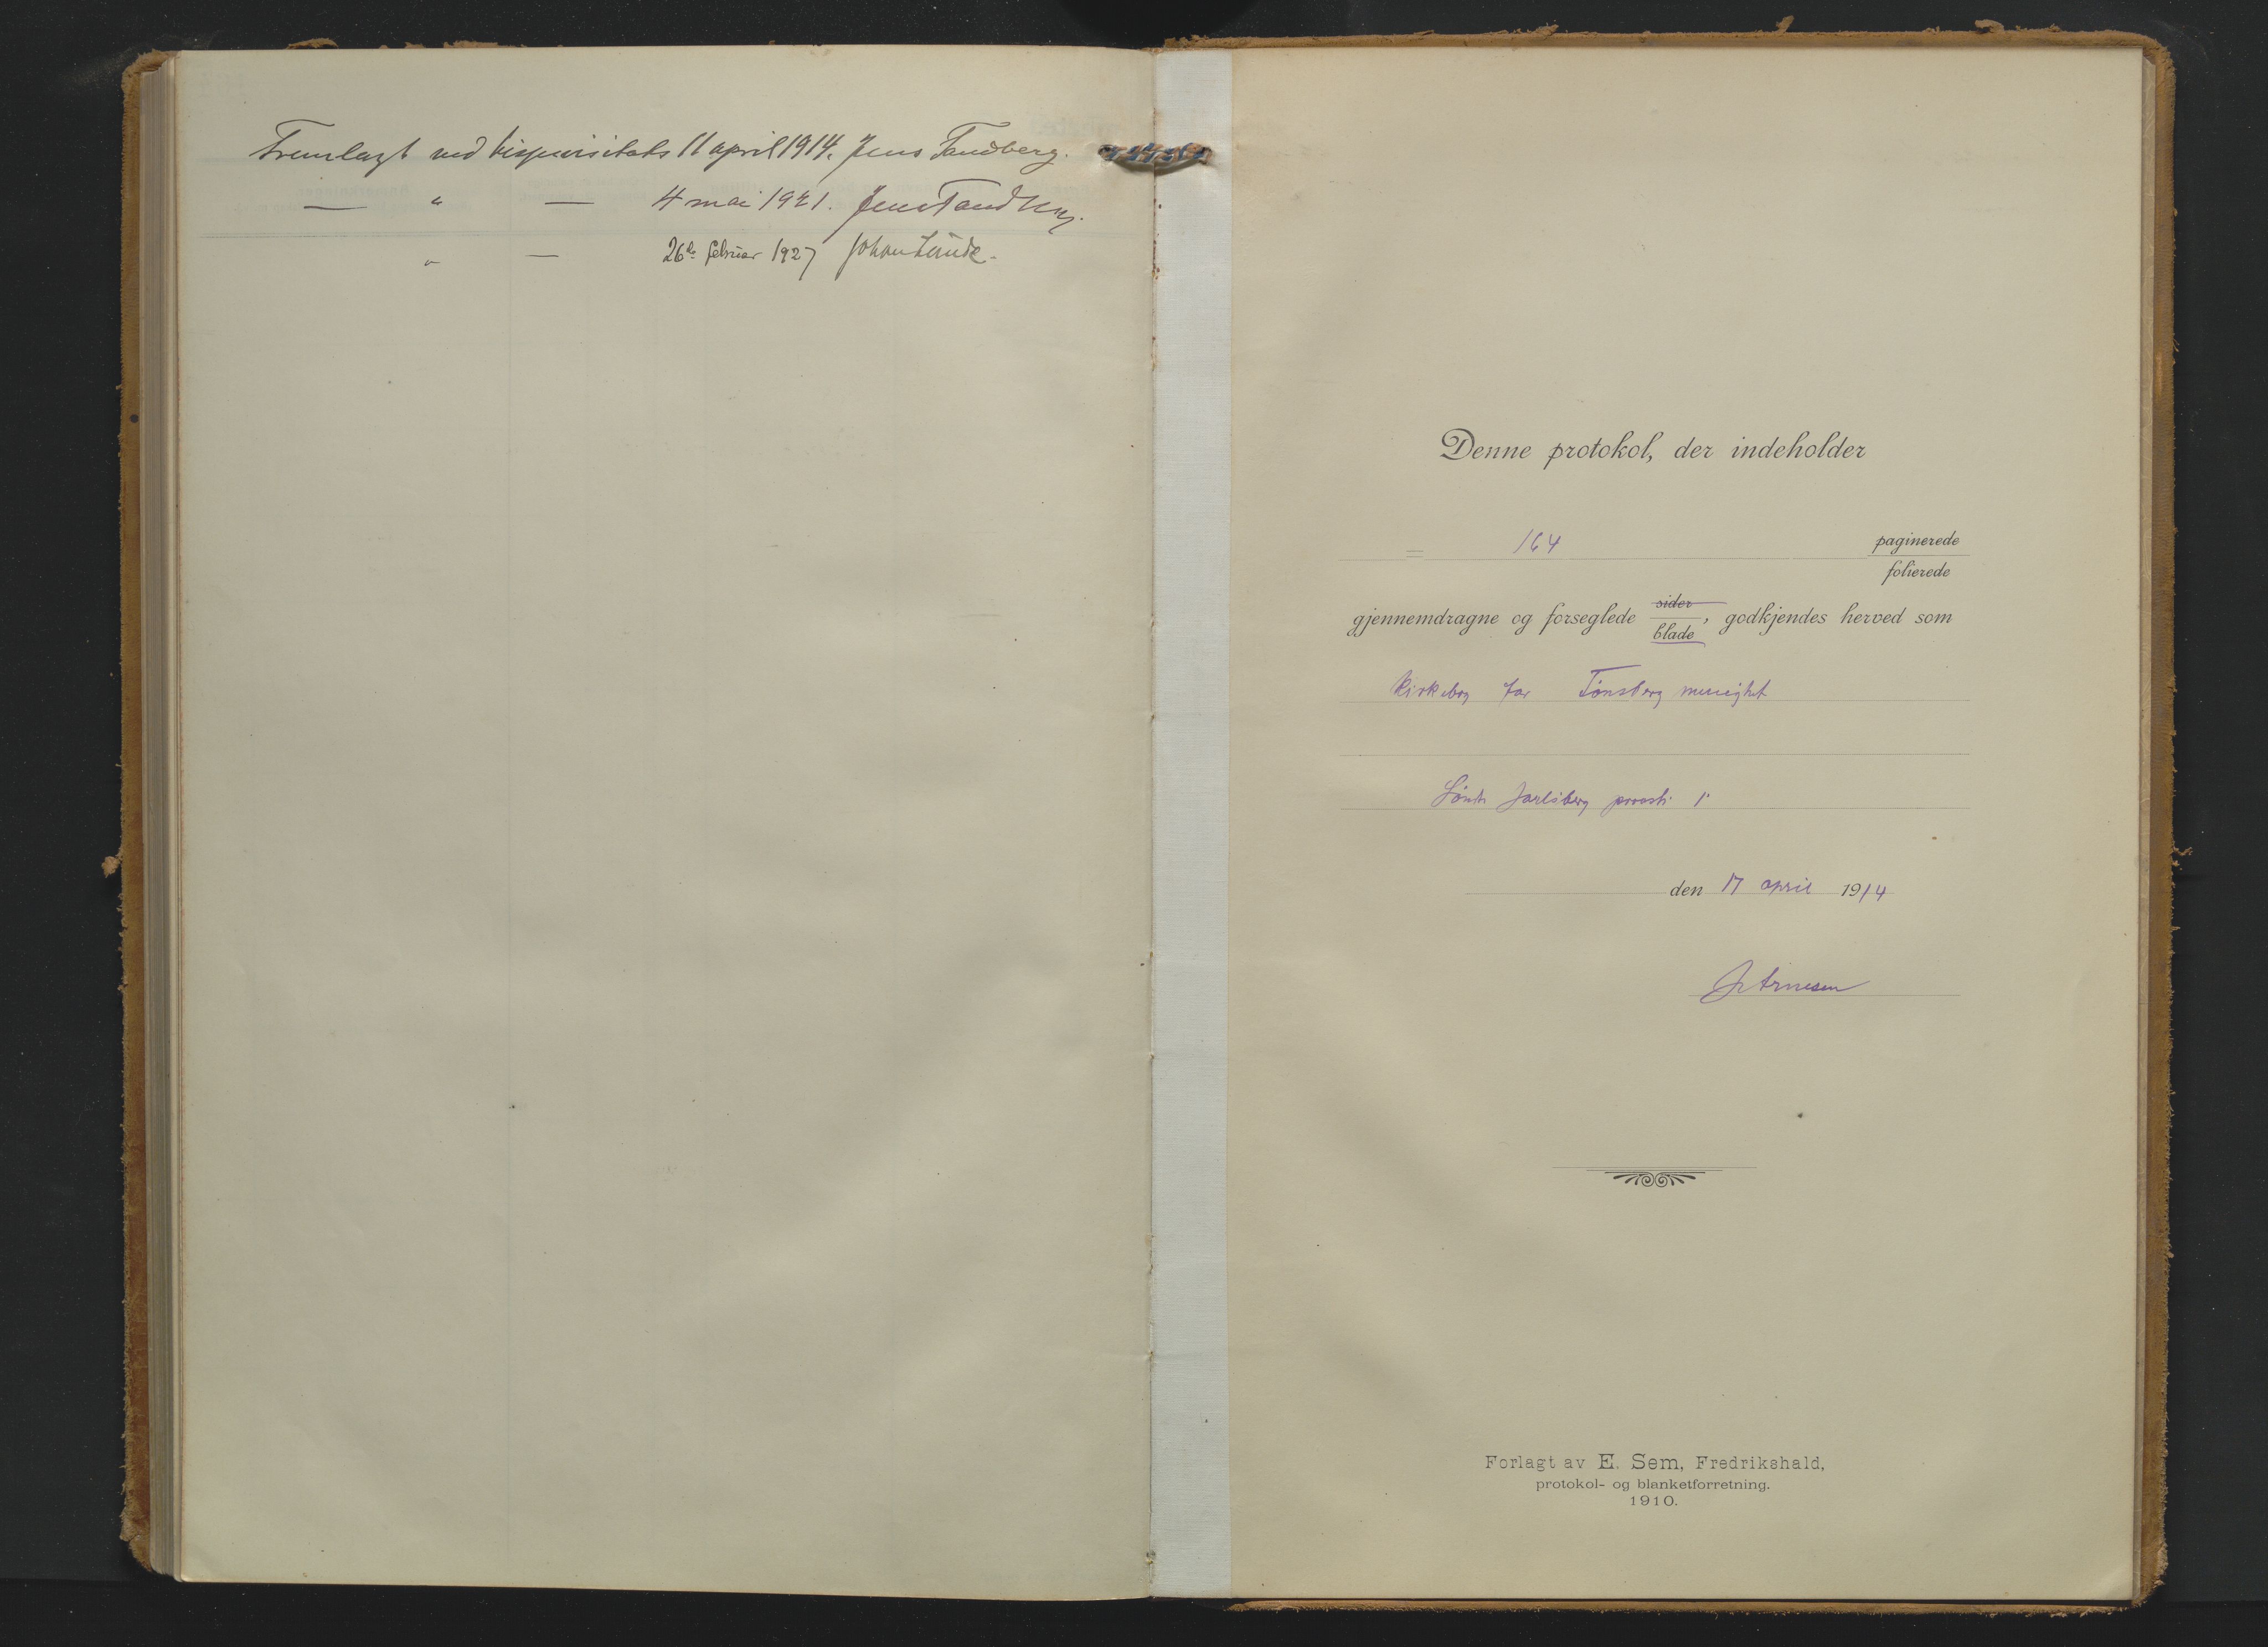 Fremlagt ved bispevisitats 11 april 1914. Jens Tandberg.
— " — 4 mai 1921. Jens Tandberg.
" — 26de februar 1927 Johan Lunde.
Denne protokol, der indeholder
= 164 paginerede
folierede
gjennemdragne og forseglede sider blade, godkjendes herved som
Kirkebog for Tønsberg menighet
Søndre Jarlsberg provsti
den 17 april 1914
Arnesen
Forlagt av E. Sem, Fredrikshald,
protokol- og blanketforretning.
1910.